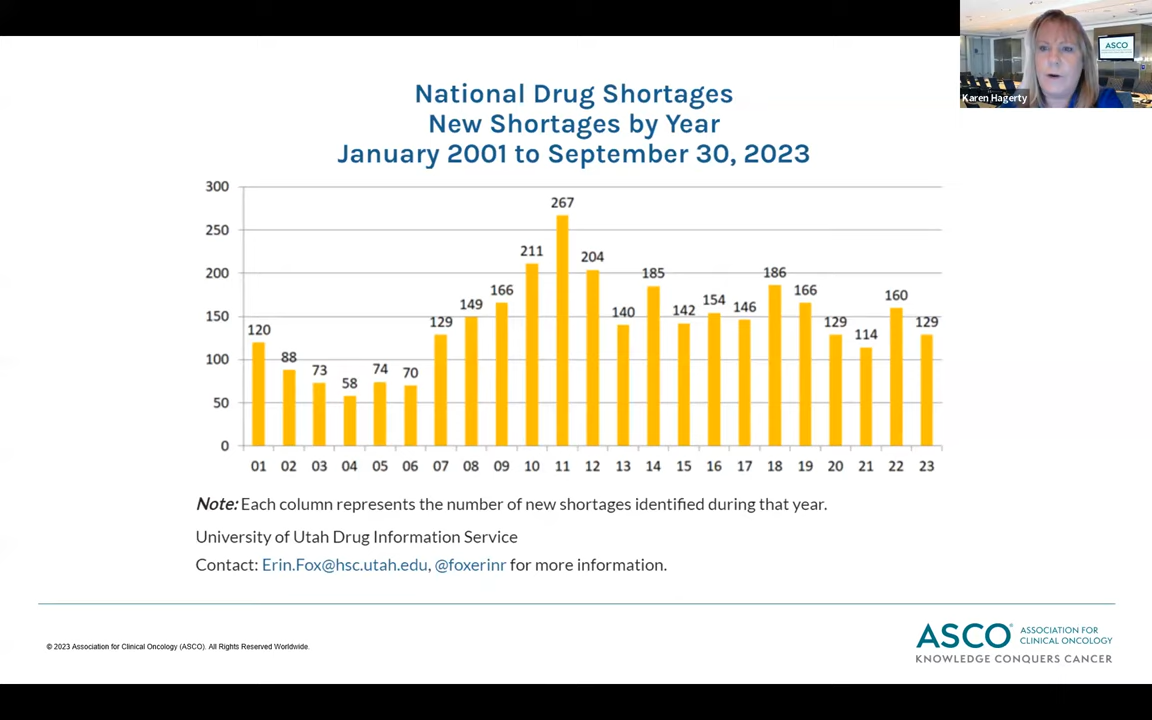 ASCO
Karen Hagerty
National Drug Shortages
New Shortages by Year
January 2001 to September 30, 2023
300
250
200
150
100
50
0
120
88
73
58
74
70
129
149
166
211
267
204
140
185
142
154
146
186
166
129
114
160
129
01 02 03 04 05 06 07 08 09 10 11 12 13 14 15 16 17 18 19 20 21 22 23
Note: Each column represents the number of new shortages identified during that year.
University of Utah Drug Information Service
Contact: Erin.Fox@hsc.utah.edu, @foxerinr for more information.
© 2023 Association for Clinical Oncology (ASCO). All Rights Reserved Worldwide.
ASCO® ASSOCIATION FOR
CLINICAL ONCOLOGY
KNOWLEDGE CONQUERS CANCER